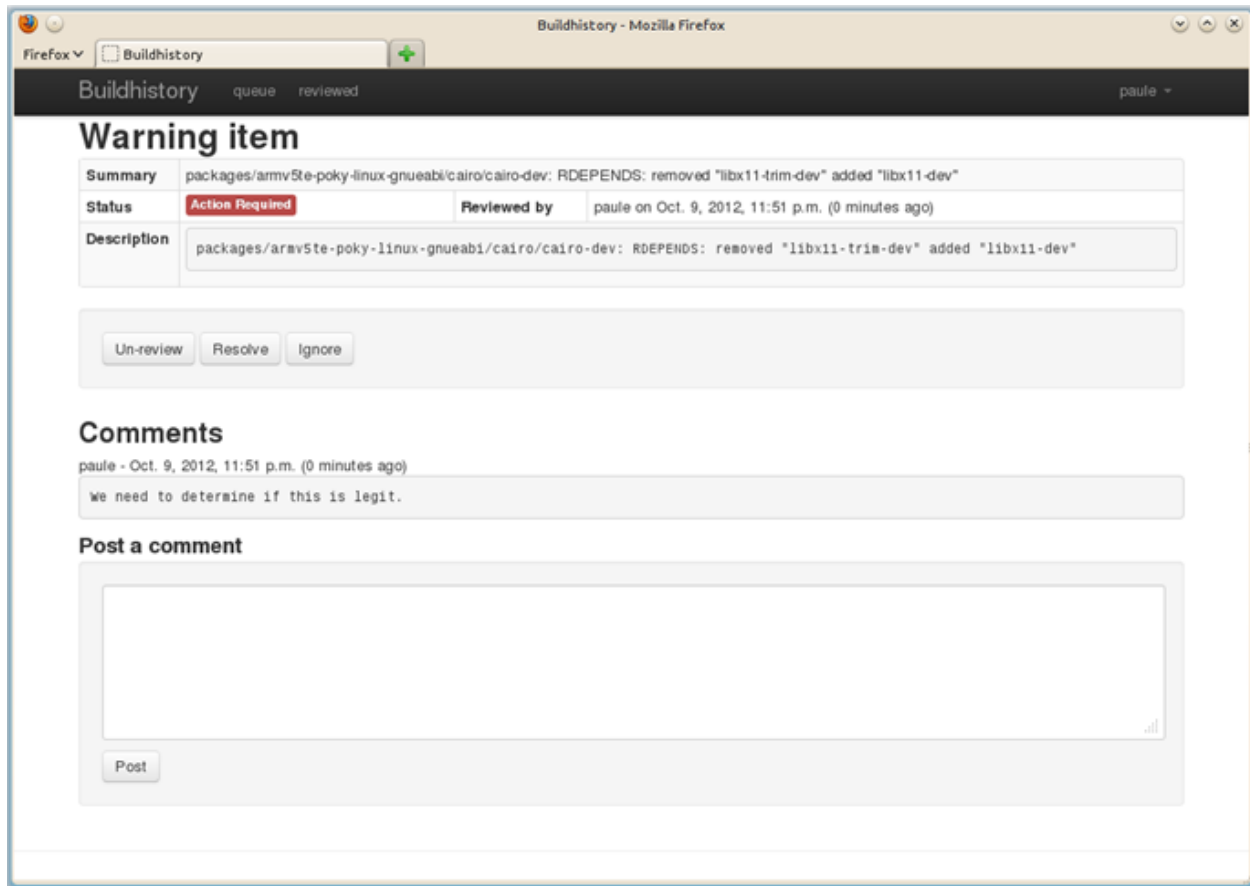 Buildhistory - Mozilla Firefox
Firefox Buildhistory
Buildhistory queue reviewed paule
Warning item
Summary packages/armv5te-poky-linux-gnueabi/cairo/cairo-dev: RDEPENDS: removed "libx11-trim-dev" added "libx11-dev"
Status Action Required Reviewed by paule on Oct. 9, 2012, 11:51 p.m. (0 minutes ago)
Description packages/armv5te-poky-linux-gnueabi/cairo/cairo-dev: RDEPENDS: removed "libx11-trim-dev" added "libx11-dev"
Un-review Resolve Ignore
Comments
paule - Oct. 9, 2012, 11:51 p.m. (0 minutes ago)
We need to determine if this is legit.
Post a comment
Post